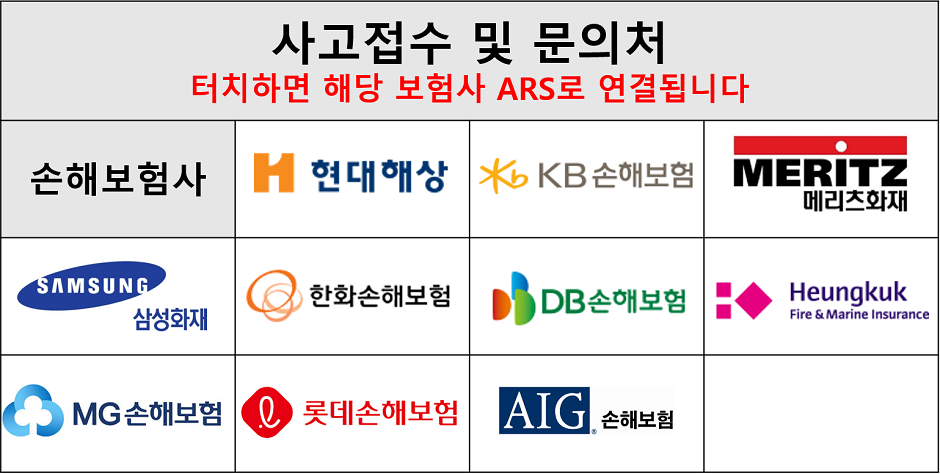 사고접수 및 문의처
터치하면 해당 보험사 ARS로 연결됩니다
손해보험사
현대해상
KB손해보험
MERITZ
메리츠화재
SAMSUNG
삼성화재
한화손해보험
DB손해보험
Heungkuk
Fire & Marine Insurance
MG손해보험
롯데손해보험
AIG 손해보험